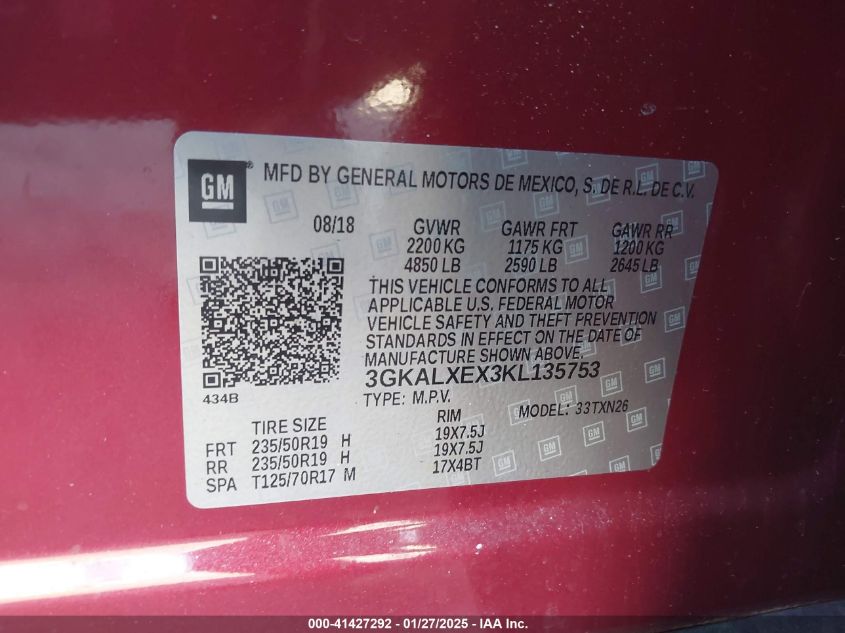 GM® MFD BY GENERAL MOTORS DE MEXICO, S. DE R.L. DE C.V.
08/18 GVWR GAWR FRT GAWR RR
2200 KG 1175 KG 1200 KG
4850 LB 2590 LB 2645 LB
THIS VEHICLE CONFORMS TO ALL
APPLICABLE U.S. FEDERAL MOTOR
VEHICLE SAFETY AND THEFT PREVENTION
STANDARDS IN EFFECT ON THE DATE OF
MANUFACTURE SHOWN ABOVE.
3GKALXEX3KL135753
434B
TYPE: M.P.V. MODEL: 33TXN26
TIRE SIZE RIM
FRT 235/50R19 H 19X7.5J
RR 235/50R19 H 19X7.5J
SPA T125/70R17 M 17X4BT
000-41427292 - 01/27/2025 - IAAI Inc.